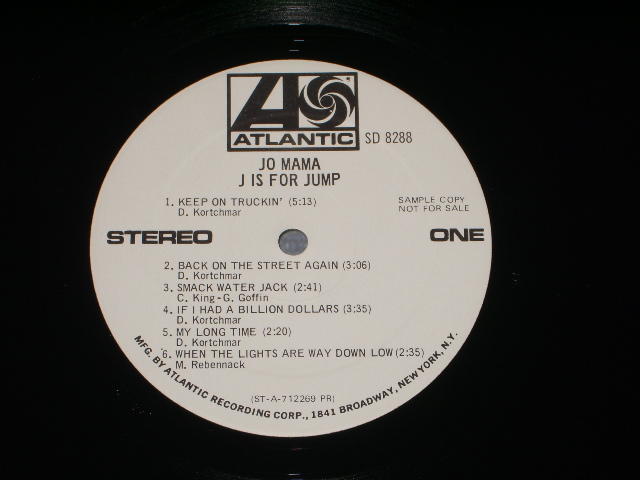 ATLANTIC
SD 8288
JO MAMA
J IS FOR JUMP
1. KEEP ON TRUCKIN' (5:13)
D. Kortchmar
SAMPLE COPY
NOT FOR SALE
STEREO
ONE
2. BACK ON THE STREET AGAIN (3:06)
D. Kortchmar
3. SMACK WATER JACK (2:41)
C. King-G. Goffin
4. IF I HAD A BILLION DOLLARS (3:35)
D. Kortchmar
5. MY LONG TIME (2:20)
D. Kortchmar
6. WHEN THE LIGHTS ARE WAY DOWN LOW (2:35)
M. Rebennack
(ST-A-712269 PR)
MFG. BY ATLANTIC RECORDING CORP., 1841 BROADWAY, NEW YORK, N.Y.